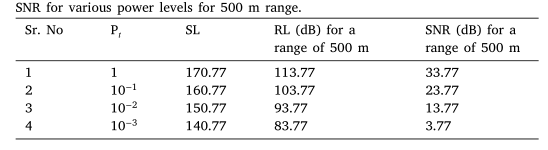 SNR for various power levels for 500 m range.
Sr. No P_t SL RL (dB) for a range of 500 m SNR (dB) for a range of 500 m
1 1 170.77 113.77 33.77
2 10⁻¹ 160.77 103.77 23.77
3 10⁻² 150.77 93.77 13.77
4 10⁻³ 140.77 83.77 3.77